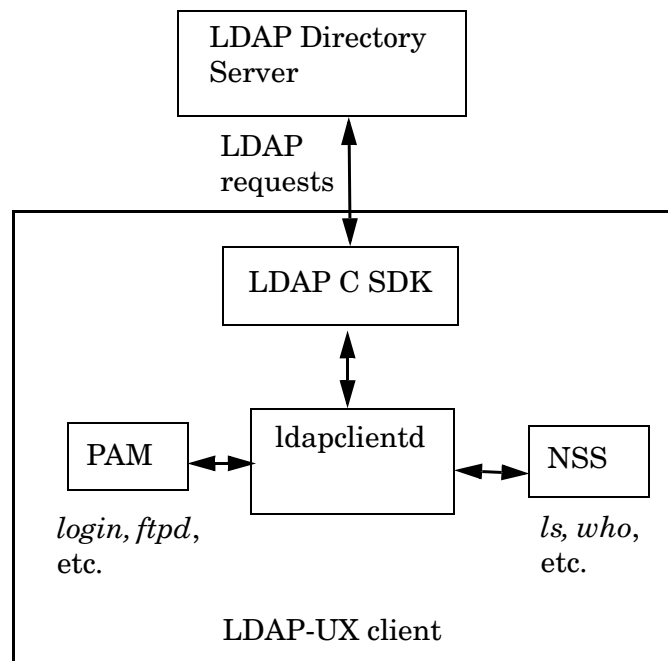 LDAP Directory
Server
LDAP
requests
LDAP C SDK
ldapclientd
PAM
NSS
login, ftpd,
etc.
ls, who,
etc.
LDAP-UX client